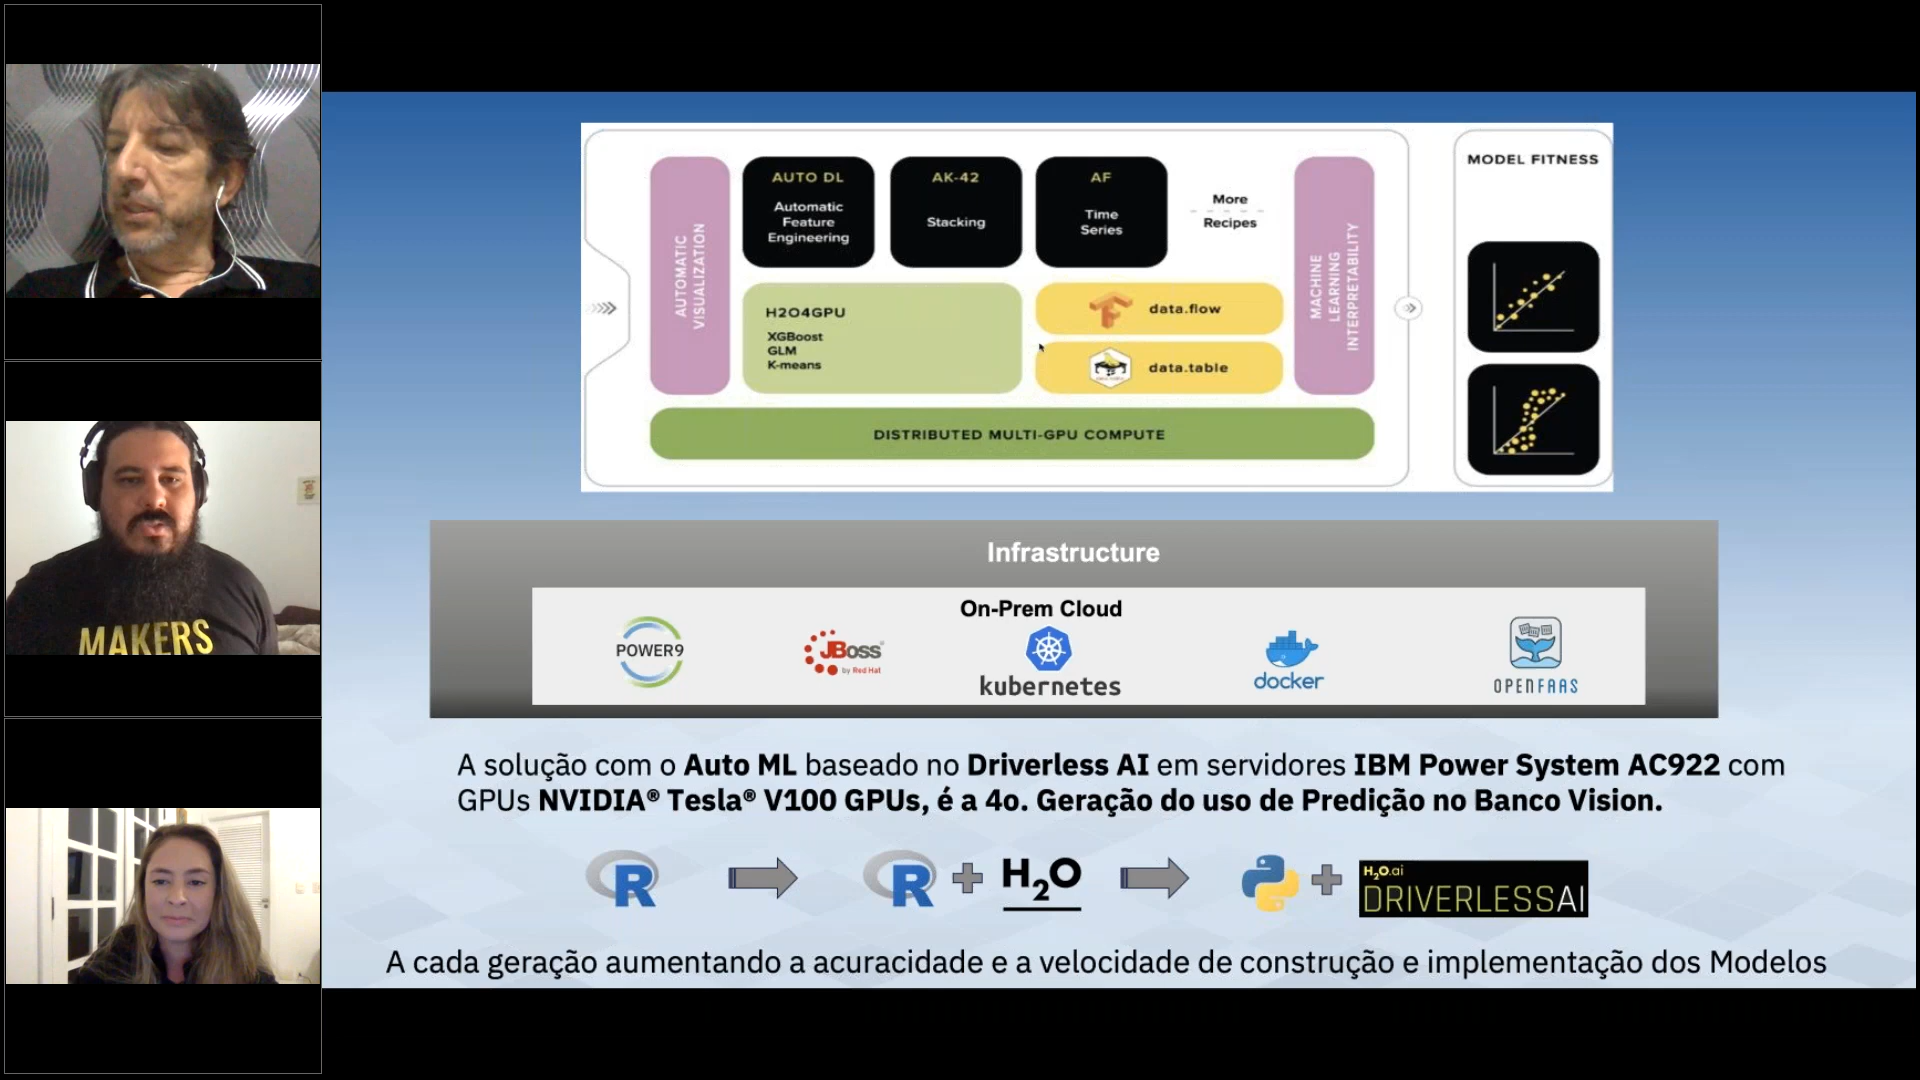 MAKERS
AUTOMATIC
VISUALIZATION
AUTO DL
Automatic
Feature
Engineering
AK-42
Stacking
AF
Time
Series
More
Recipes
H2O4GPU
XGBoost
GLM
K-means
data.flow
data.table
MACHINE
LEARNING
INTERPRETABILITY
DISTRIBUTED MULTI-GPU COMPUTE
MODEL FITNESS
Infrastructure
On-Prem Cloud
POWER9
JBoss®
by Red Hat
kubernetes
docker
OPENFAAS
A solução com o Auto ML baseado no Driverless AI em servidores IBM Power System AC922 com
GPUs NVIDIA® Tesla® V100 GPUs, é a 4o. Geração do uso de Predição no Banco Vision.
R
R + H2O
+ H2O.ai
DRIVERLESSAI
A cada geração aumentando a acuracidade e a velocidade de construção e implementação dos Modelos